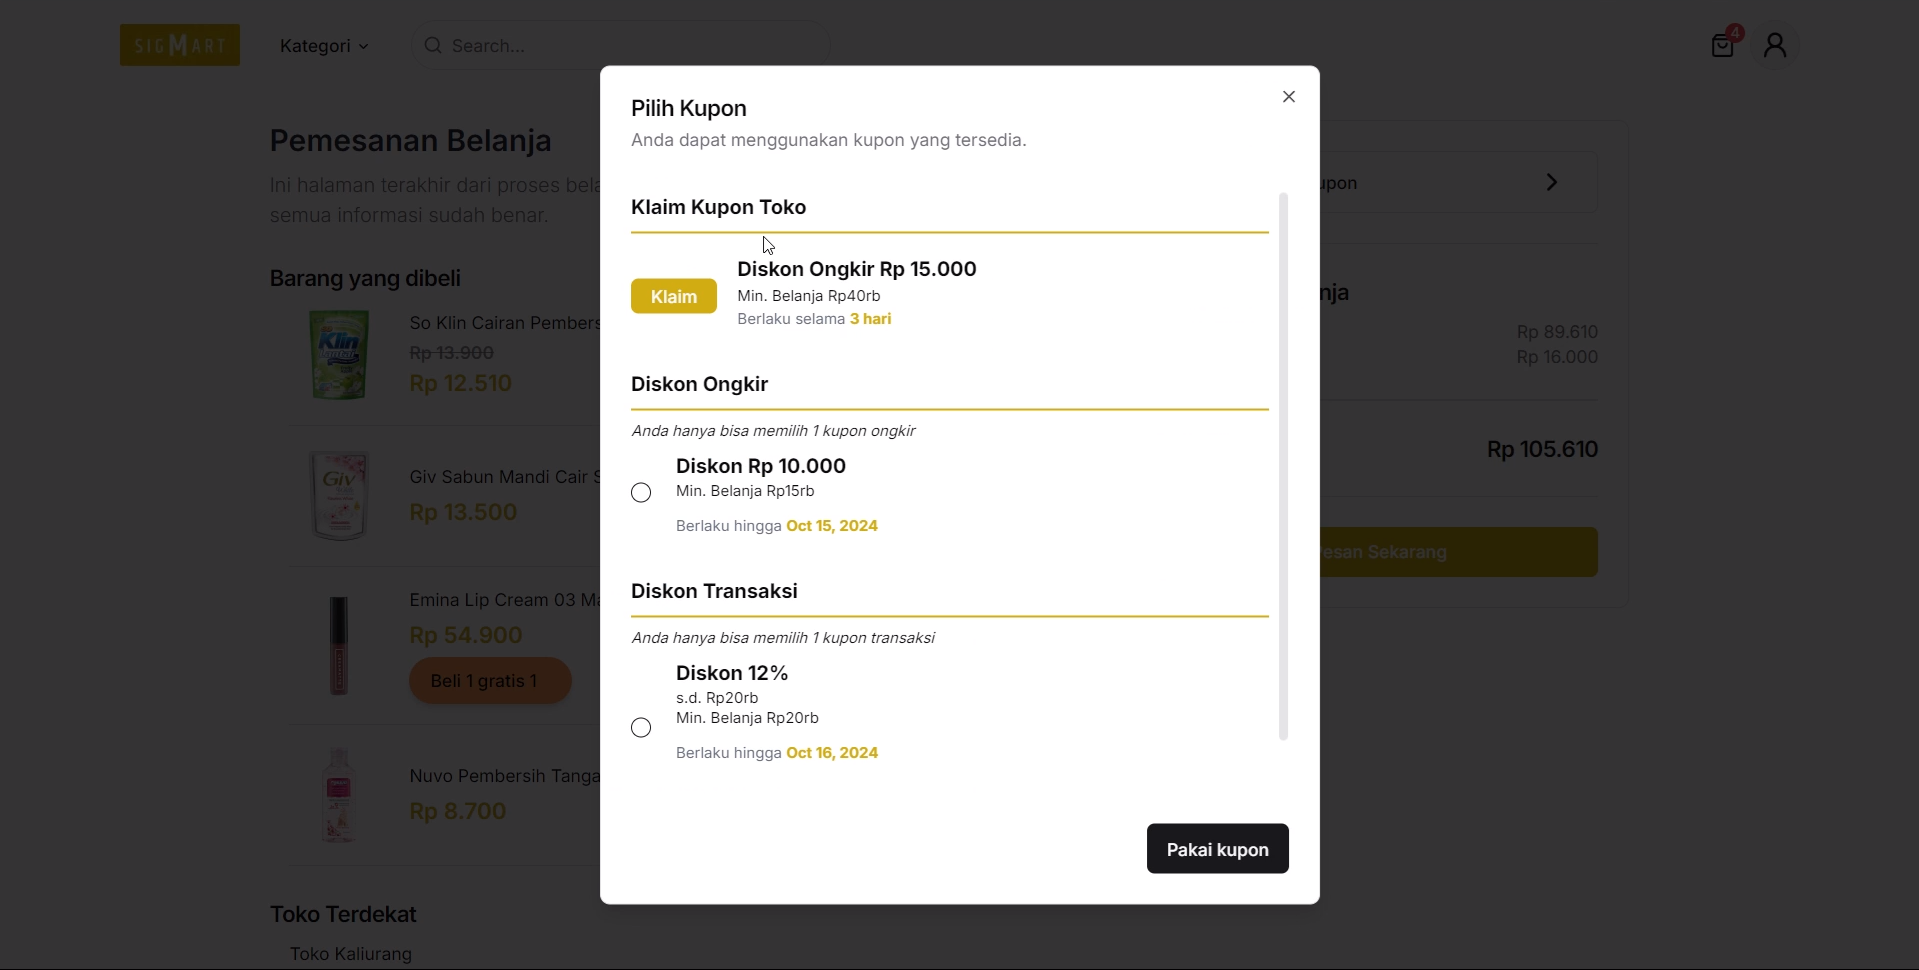 SIGMART
Kategori
Search...
4
Pemesanan Belanja
Ini halaman terakhir dari proses bela
semua informasi sudah benar.
Barang yang dibeli
So Klin Cairan Pembers
Rp 13.900
Rp 12.510
Giv Sabun Mandi Cair S
Rp 13.500
Emina Lip Cream 03 Ma
Rp 54.900
Beli 1 gratis 1
Nuvo Pembersih Tanga
Rp 8.700
Toko Terdekat
Toko Kaliurang
Pilih Kupon
Anda dapat menggunakan kupon yang tersedia.
Klaim Kupon Toko
Klaim
Diskon Ongkir Rp 15.000
Min. Belanja Rp40rb
Berlaku selama 3 hari
Diskon Ongkir
Anda hanya bisa memilih 1 kupon ongkir
Diskon Rp 10.000
Min. Belanja Rp15rb
Berlaku hingga Oct 15, 2024
Diskon Transaksi
Anda hanya bisa memilih 1 kupon transaksi
Diskon 12%
s.d. Rp20rb
Min. Belanja Rp20rb
Berlaku hingga Oct 16, 2024
Pakai kupon
upon
nja
Rp 89.610
Rp 16.000
Rp 105.610
Pesan Sekarang
Klin
Giv